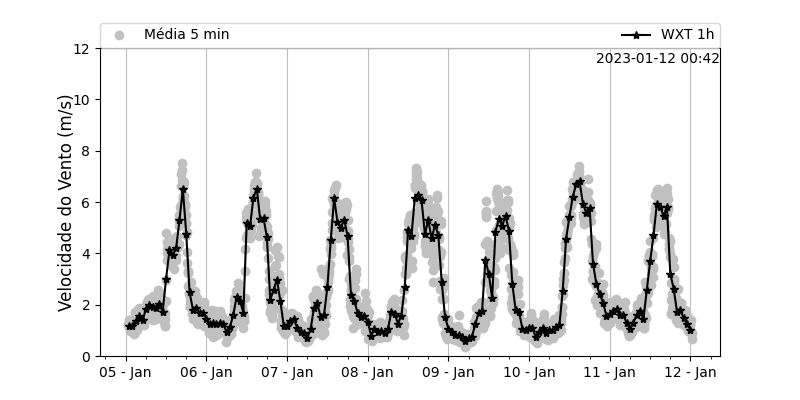 Média 5 min
WXT 1h
2023-01-12 00:42
Velocidade do Vento (m/s)
12
10
8
6
4
2
0
05 - Jan
06 - Jan
07 - Jan
08 - Jan
09 - Jan
10 - Jan
11 - Jan
12 - Jan